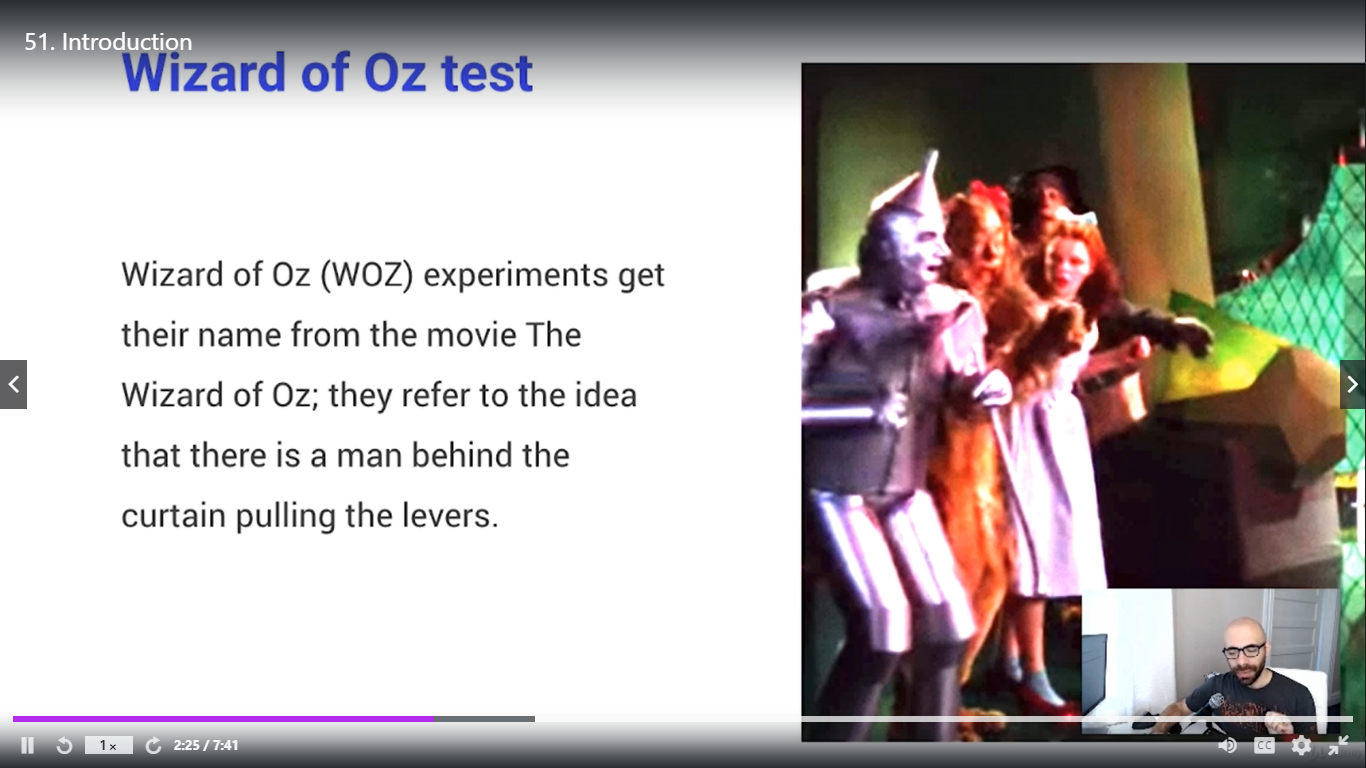 51. Introduction
Wizard of Oz test
Wizard of Oz (WOZ) experiments get
their name from the movie The
Wizard of Oz; they refer to the idea
that there is a man behind the
curtain pulling the levers.
1x
2:25 / 7:41
CC